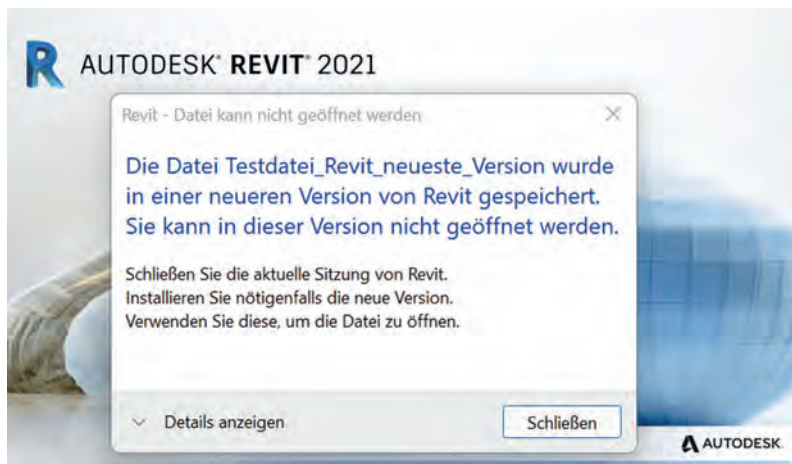 AUTODESK® REVIT® 2021
Revit - Datei kann nicht geöffnet werden
Die Datei Testdatei_Revit_neueste_Version wurde
in einer neueren Version von Revit gespeichert.
Sie kann in dieser Version nicht geöffnet werden.
Schließen Sie die aktuelle Sitzung von Revit.
Installieren Sie nötigenfalls die neue Version.
Verwenden Sie diese, um die Datei zu öffnen.
Details anzeigen
Schließen
AUTODESK